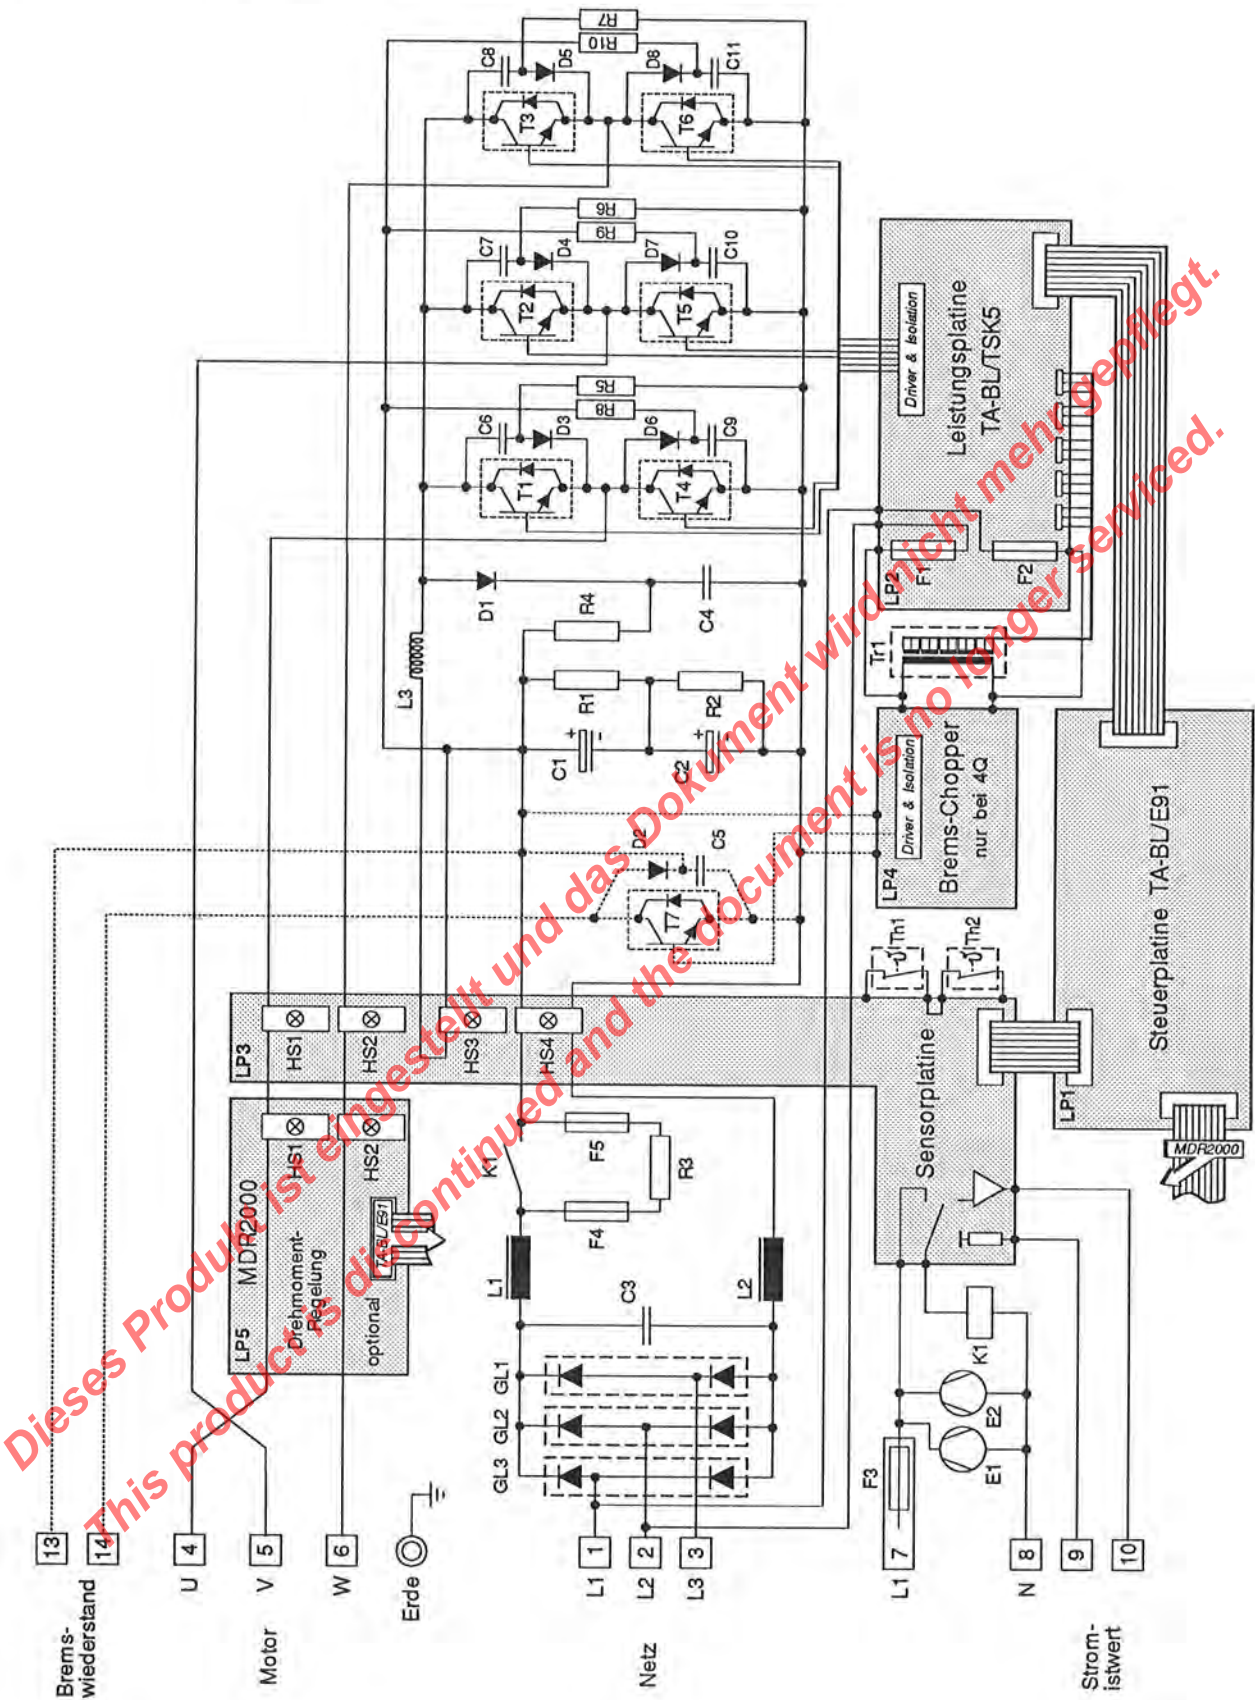 Brems-
wiederstand
13
14
U
4
Motor
V
5
W
6
Erde
Netz
L1
1
L2
2
L3
3
L1
7
N
8
Strom-
istwert
9
10
LP5
MDR2000
Drehmoment-
Regelung
optional
TA-BL/E91
HS1
HS2
LP3
HS1
HS2
HS3
HS4
Sensorplatine
GL1
GL2
GL3
C3
L1
L2
K1
F4
F5
R3
F3
E1
E2
K1
Th1
Th2
T7
D2
C5
L3
C1
+
-
C2
+
-
R1
R2
R4
D1
C4
T1
T4
C6
D3
D6
C9
R5
R8
T2
T5
C7
D4
D7
C10
R6
R9
T3
T6
C8
D5
D8
C11
R7
R10
LP4
Driver & Isolation
Brems-Chopper
nur bei 4Q
Tr1
LP2
F1
F2
Driver & Isolation
Leistungsplatine
TA-BL/TSK5
LP1
Steuerplatine TA-BL/E91
MDR2000
Dieses Produkt ist eingestellt und das Dokument wird nicht mehr gepflegt.
This product is discontinued and the document is no longer serviced.